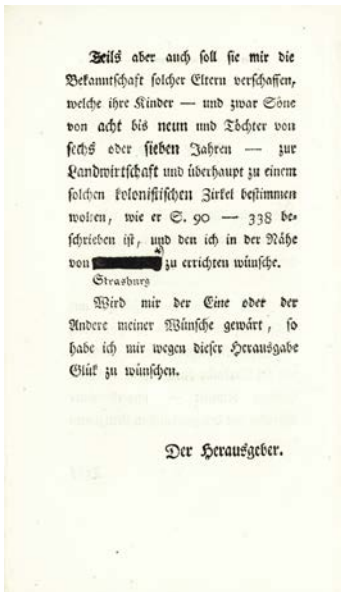 Teils aber auch soll sie mir die
Bekanntschaft solcher Eltern verschaffen,
welche ihre Kinder — und zwar Söne
von acht bis neun und Töchter von
sechs oder sieben Jahren — zur
Landwirtschaft und überhaupt zu einem
solchen kolonistischen Zirkel bestimmen
wollen, wie er S. 90 — 338 be-
schrieben ist, und den ich in der Nähe
von zu errichten wünsche.
Strasburg
Wird mir der Eine oder der
Andere meiner Wünsche gewärt, so
habe ich mir wegen dieser Herausgabe
Glük zu wünschen.
Der Herausgeber.